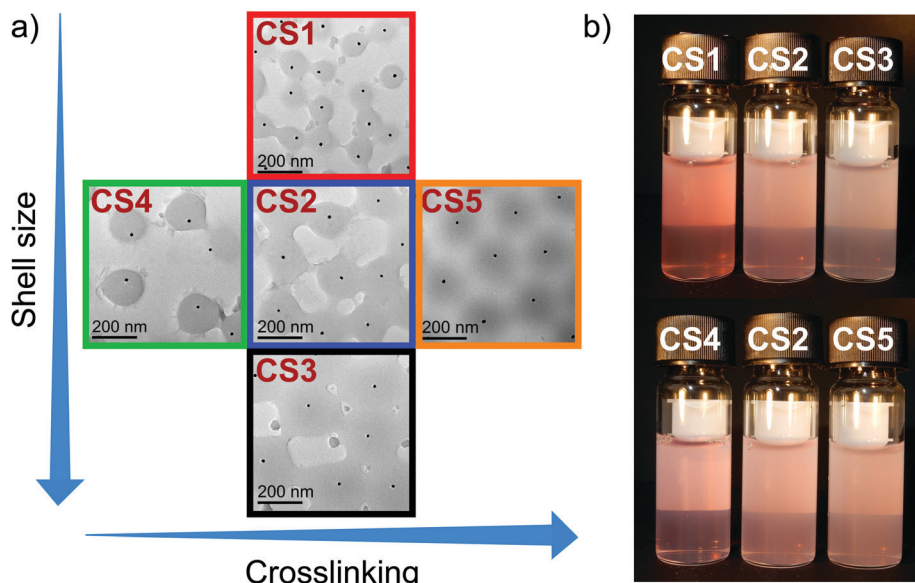 a)
b)
CS1
200 nm
CS4
200 nm
CS2
200 nm
CS5
200 nm
CS3
200 nm
Shell size
Crosslinking
CS1 CS2 CS3
CS4 CS2 CS5